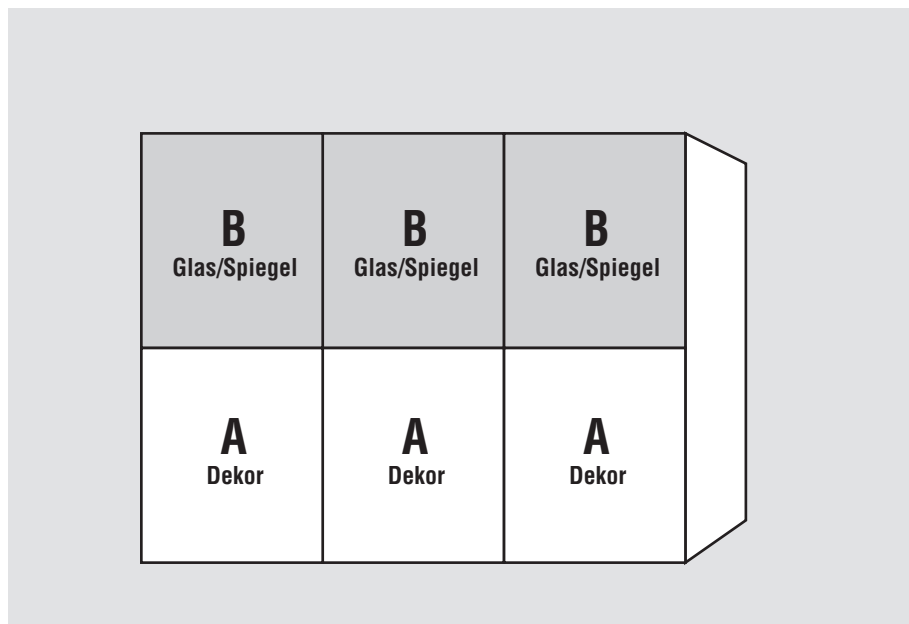 B
Glas/Spiegel
B
Glas/Spiegel
B
Glas/Spiegel
A
Dekor
A
Dekor
A
Dekor